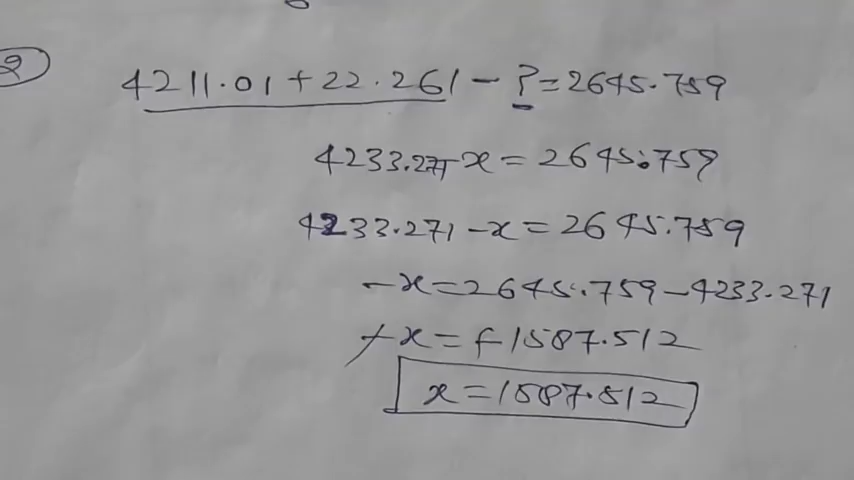 2
4211.01 + 22.261 - ? = 2645.759
4233.271 - x = 2645.759
4233.271 - x = 2645.759
-x = 2645.759 - 4233.271
-x = -1587.512
x = 1587.512